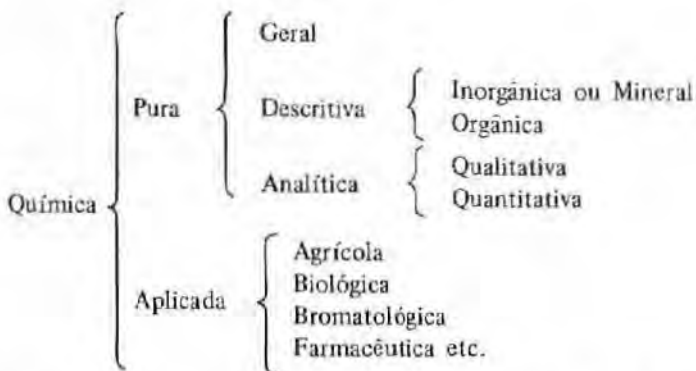 Geral
Inorgânica ou Mineral
Pura Descritiva
Orgânica
Qualitativa
Analítica
Química Quantitativa
Agrícola
Biológica
Aplicada
Bromatológica
Farmacêutica etc.